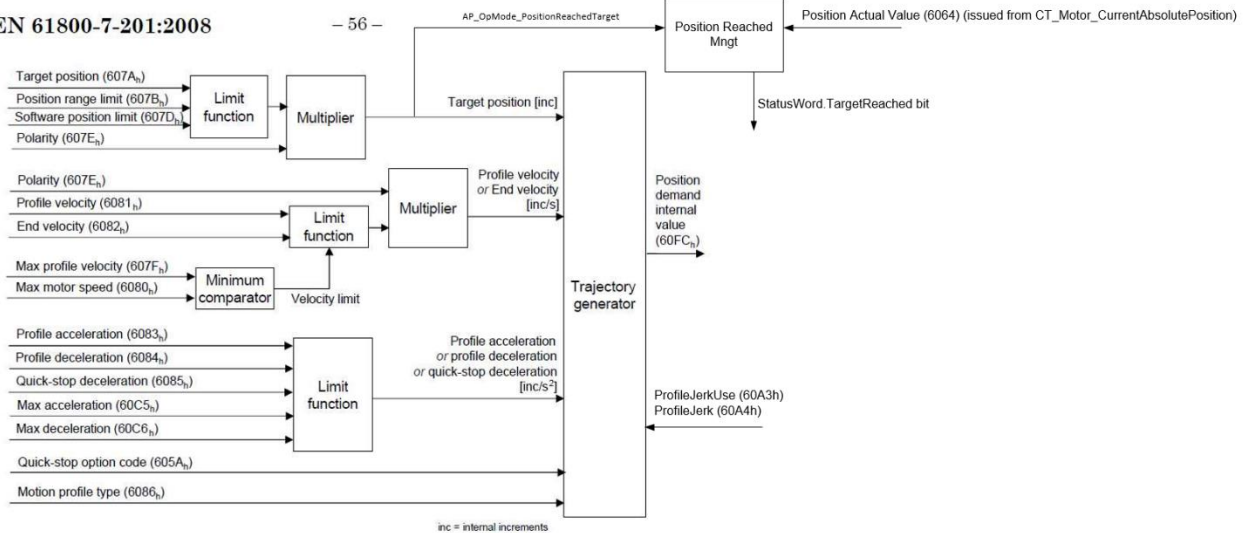 EN 61800-7-201:2008
– 56 –
AP_OpMode_PositionReachedTarget
Position Reached
Mngt
Position Actual Value (6064) (issued from CT_Motor_CurrentAbsolutePosition)
StatusWord.TargetReached bit
Target position (607Ah)
Position range limit (607Bh)
Software position limit (607Dh)
Polarity (607Eh)
Limit
function
Multiplier
Target position [inc]
Polarity (607Eh)
Profile velocity (6081h)
End velocity (6082h)
Limit
function
Multiplier
Profile velocity
or End velocity
[inc/s]
Max profile velocity (607Fh)
Max motor speed (6080h)
Minimum
comparator
Velocity limit
Position
demand
internal
value
(60FCh)
Trajectory
generator
Profile acceleration (6083h)
Profile deceleration (6084h)
Quick-stop deceleration (6085h)
Max acceleration (60C5h)
Max deceleration (60C6h)
Limit
function
Profile acceleration
or profile deceleration
or quick-stop deceleration
[inc/s2]
ProfileJerkUse (60A3h)
ProfileJerk (60A4h)
Quick-stop option code (605Ah)
Motion profile type (6086h)
inc = internal increments